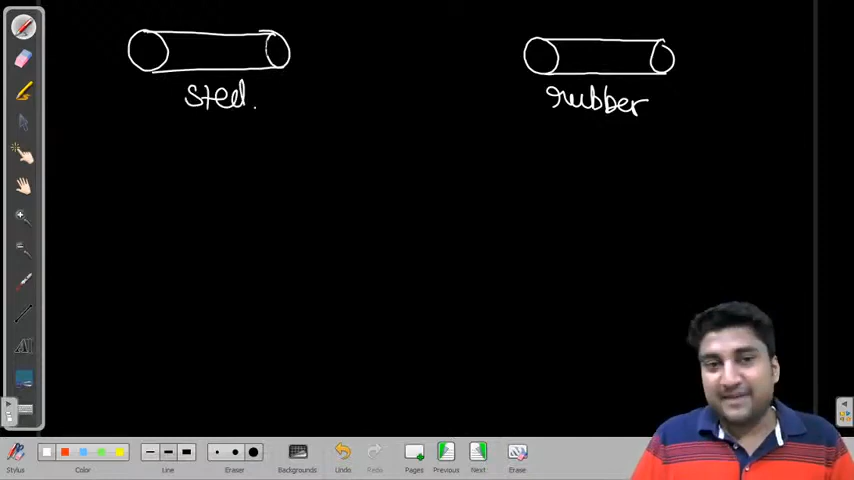 steel.
rubber
Stylus
Color
Line
Eraser
Backgrounds
Undo
Redo
Pages
Previous
Next
Erase